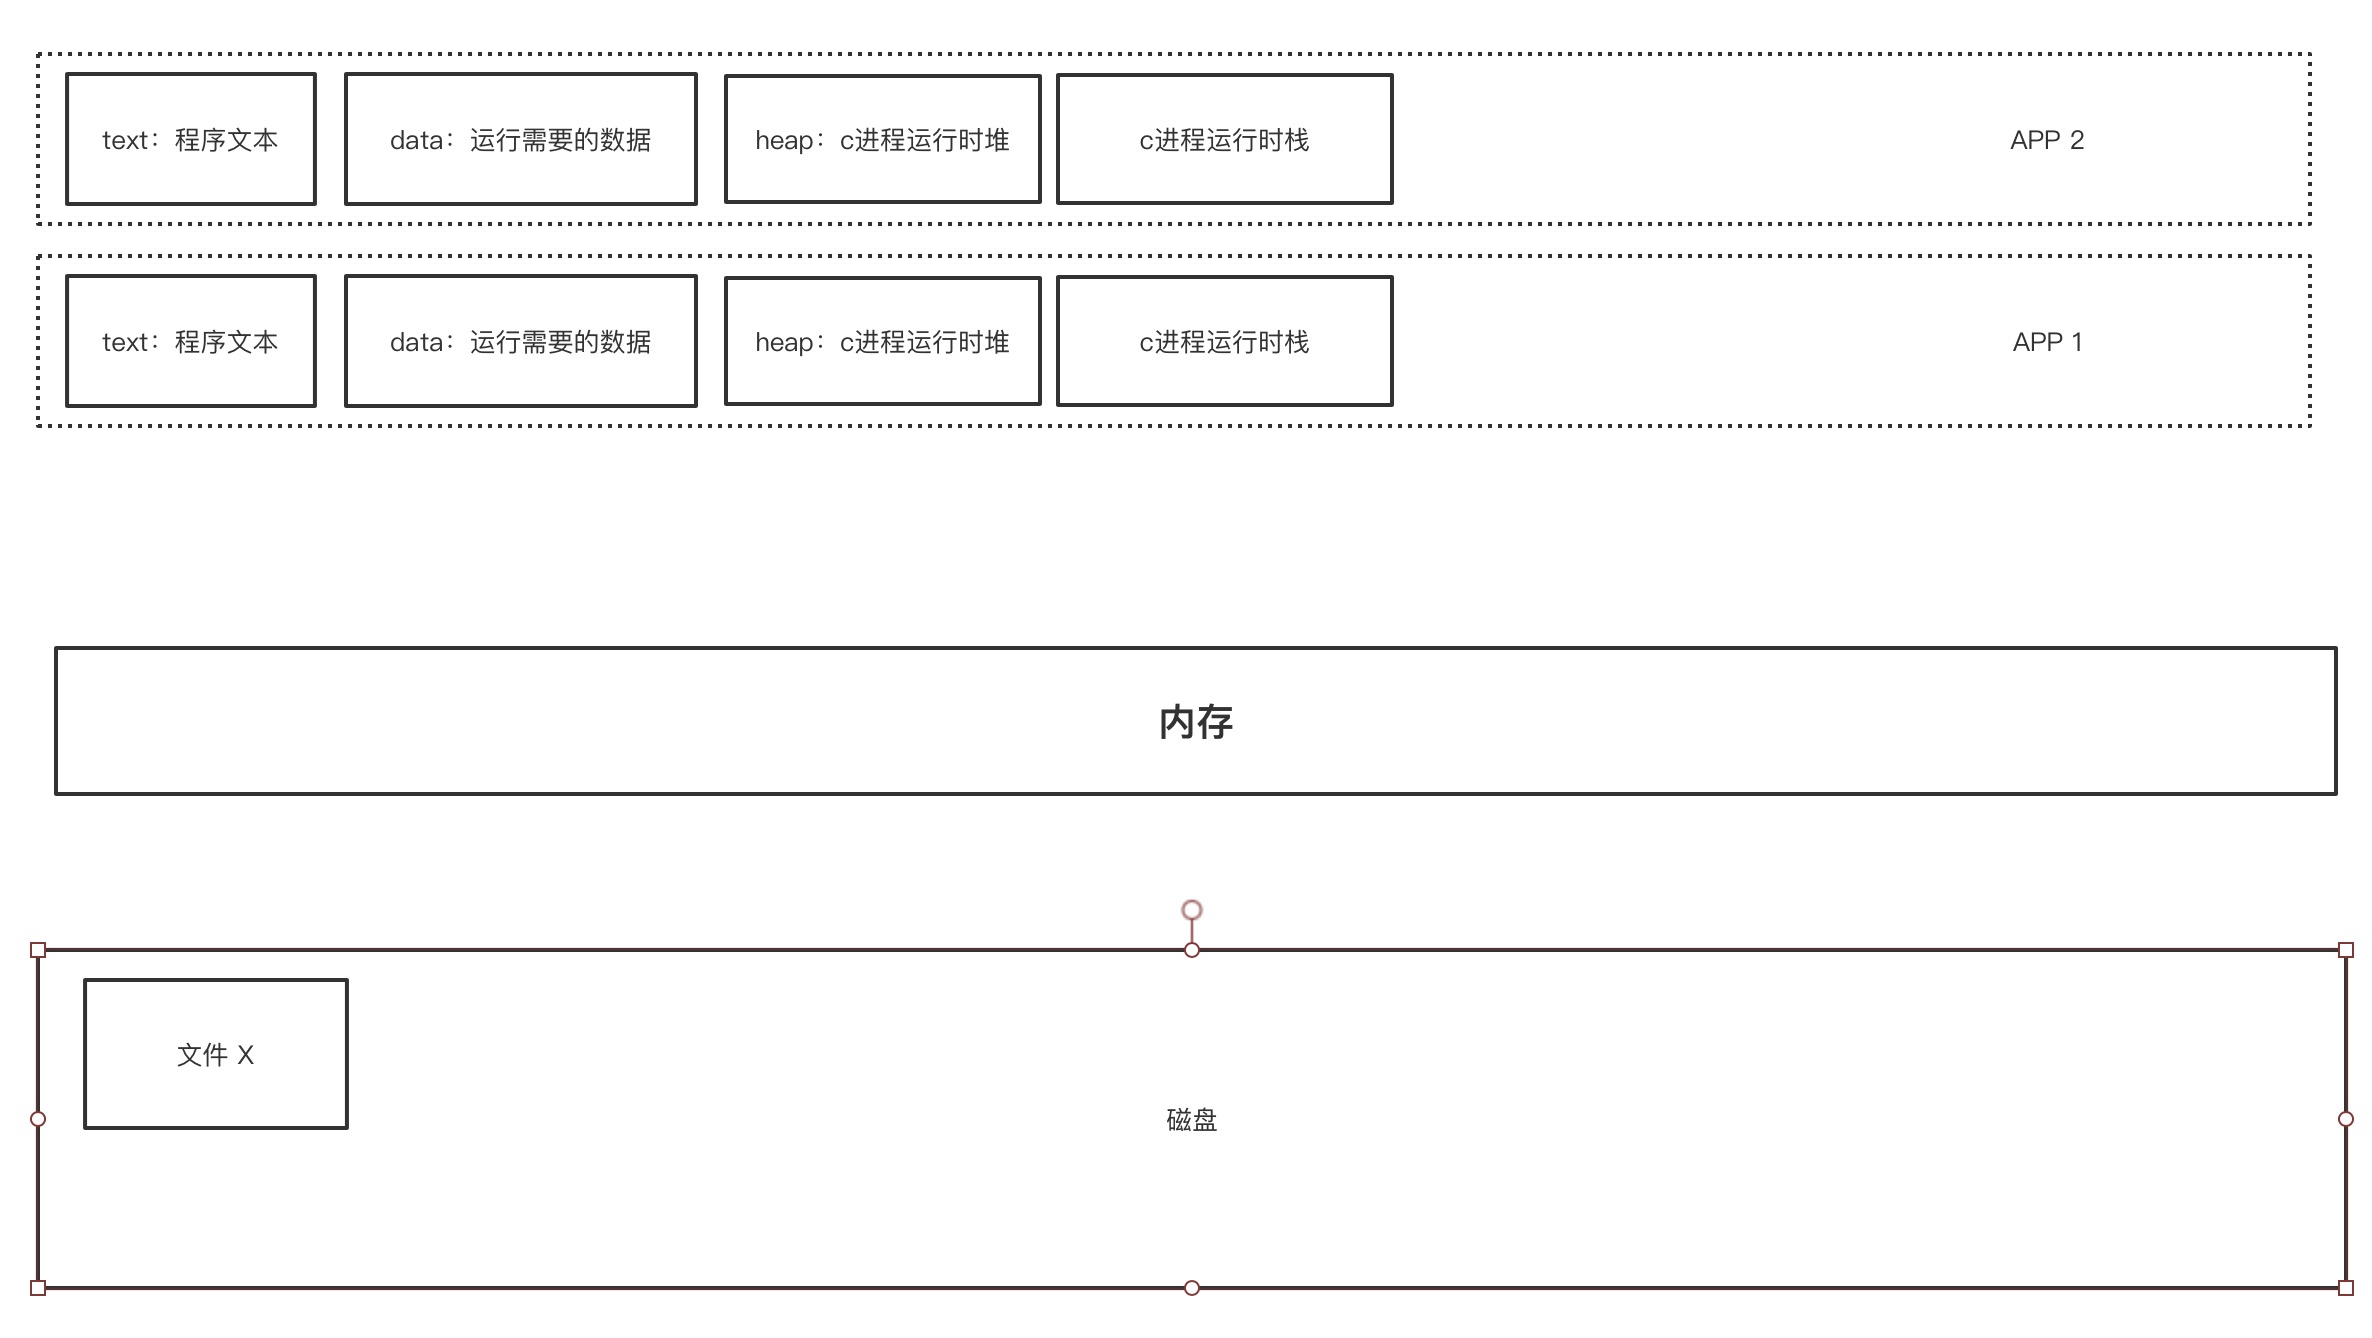 text：程序文本
data：运行需要的数据
heap：c进程运行时堆
c进程运行时栈
APP 2
text：程序文本
data：运行需要的数据
heap：c进程运行时堆
c进程运行时栈
APP 1
内存
文件 X
磁盘